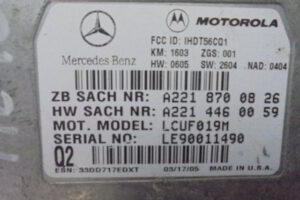 MOTOROLA
Mercedes Benz
FCC ID: IHDT56CQ1
KM: 1603 ZGS: 001
HW: 0605 SW: 2604 NAD: 0404
ZB SACH NR: A221 870 08 26
HW SACH NR: A221 446 00 59
MOT. MODEL: LCUF019M
SERIAL NO: LE90011490
Q2
ESN: 33DD717EDXT 03/17/05 MADE IN U.S.A.